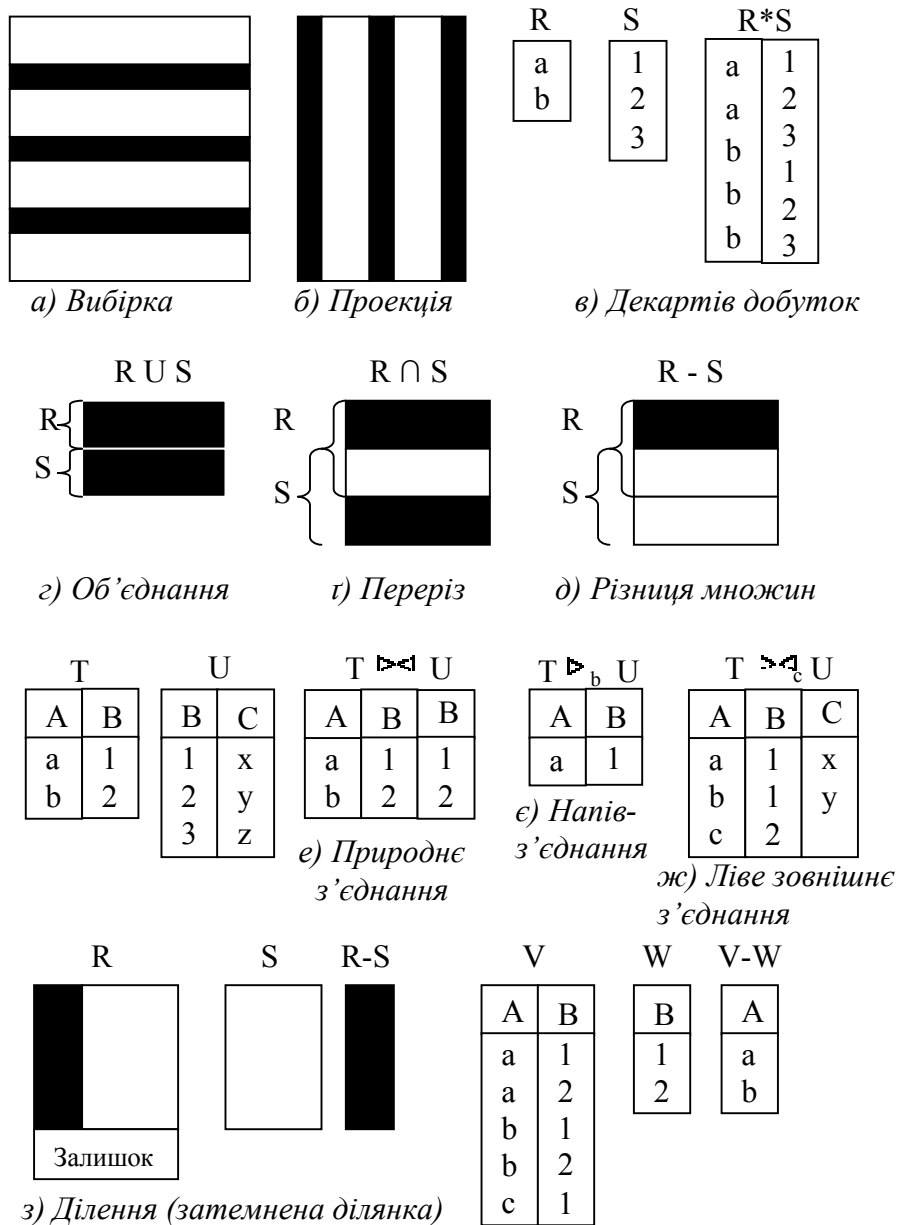 R S R*S
a 1 a 1
b 2 a 2
3 b 3
b 1
b 2
3
а) Вибірка б) Проекція в) Декартів добуток
R U S R ∩ S R - S
R R R
S S S
г) Об’єднання ґ) Переріз д) Різниця множин
T U T ⋈ U T ▷ b U T ⋊ c U
A B B C A B B A B A B C
a 1 1 x a 1 1 a 1 a 1 x
b 2 2 y b 2 2 b 1 y
3 z c 2
е) Природнє з’єднання
є) Напів-
з’єднання
ж) Ліве зовнішнє
з’єднання
R S R-S V W V-W
A B B A
a 1 1 a
a 2 2 b
b 1
b 2
c 1
Залишок
з) Ділення (затемнена ділянка)